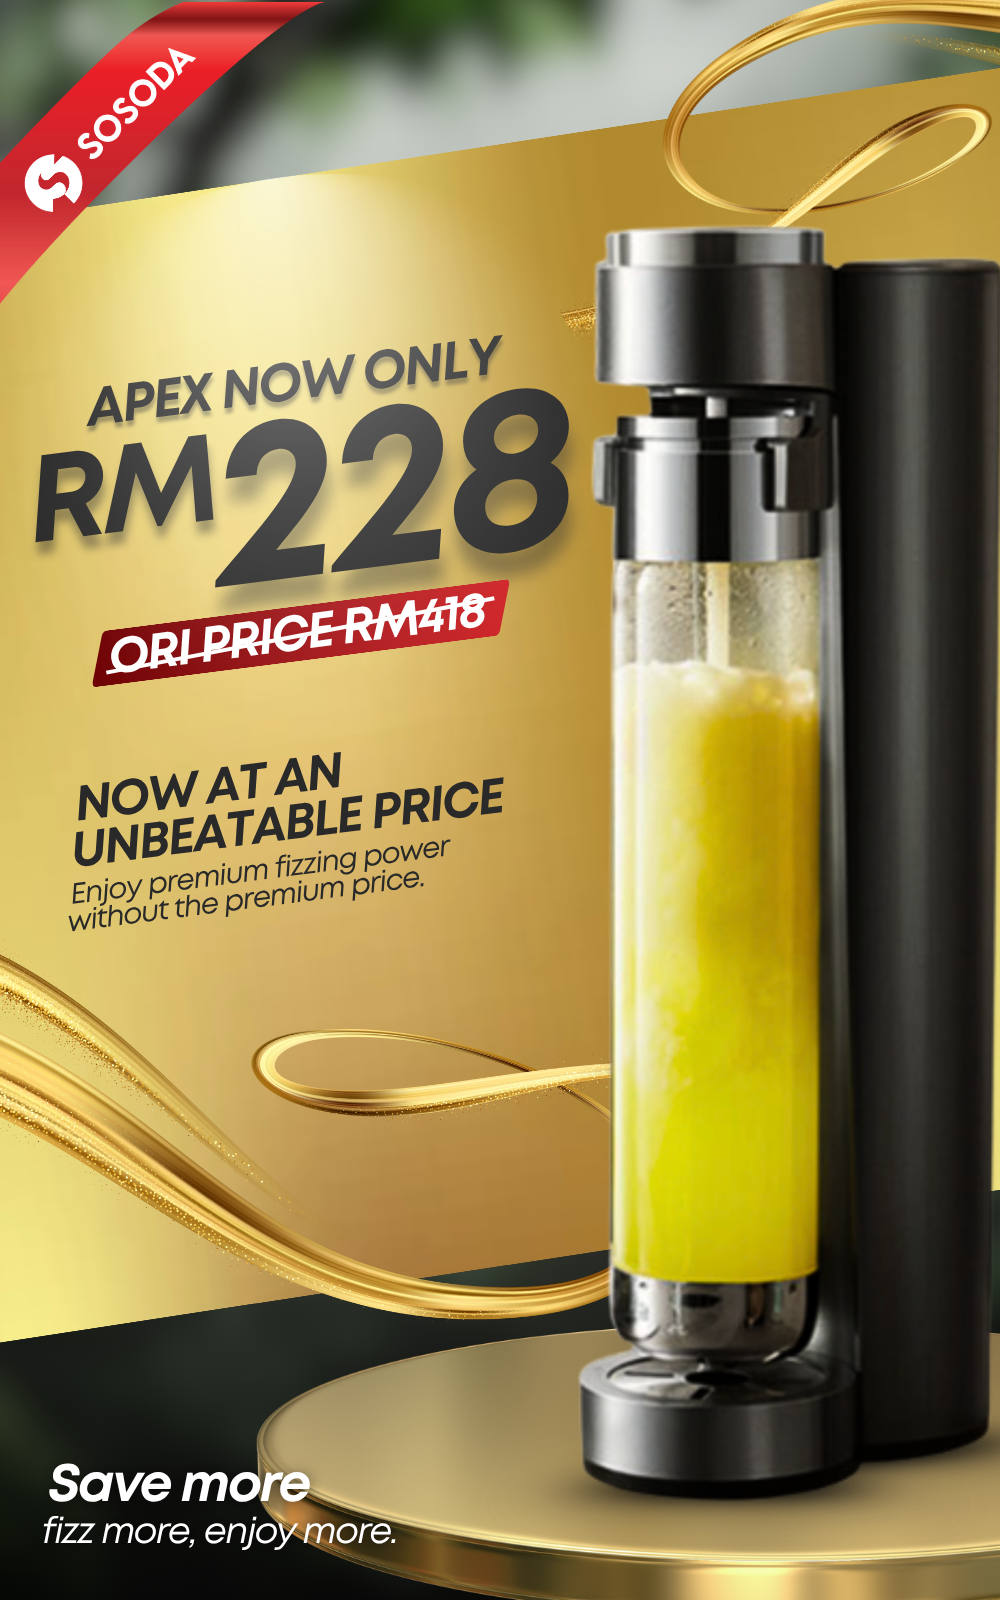 SOSODA
APEX NOW ONLY
RM228
ORI PRICE RM418
NOW AT AN
UNBEATABLE PRICE
Enjoy premium fizzing power
without the premium price.
Save more
fizz more, enjoy more.